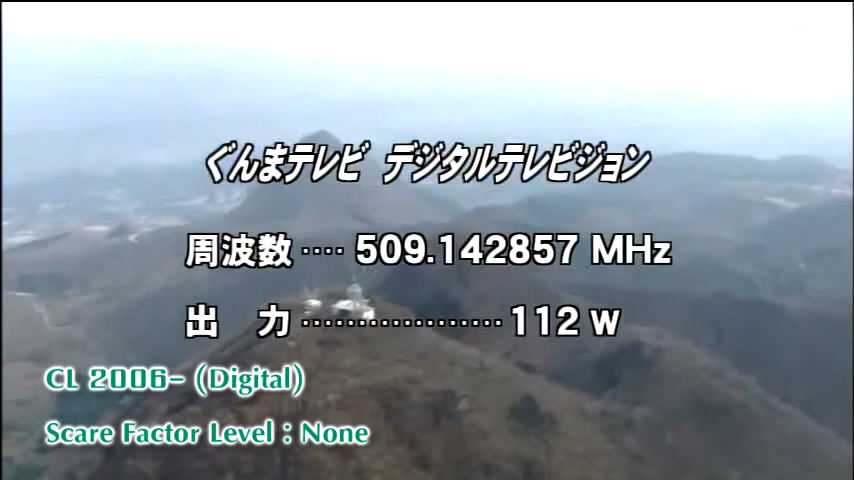 ぐんまテレビ デジタルテレビジョン
周波数 ‥‥ 509.142857 MHz
出　力 ‥‥‥‥‥‥‥‥‥ 112 W
CL 2006- (Digital)
Scare Factor Level : None